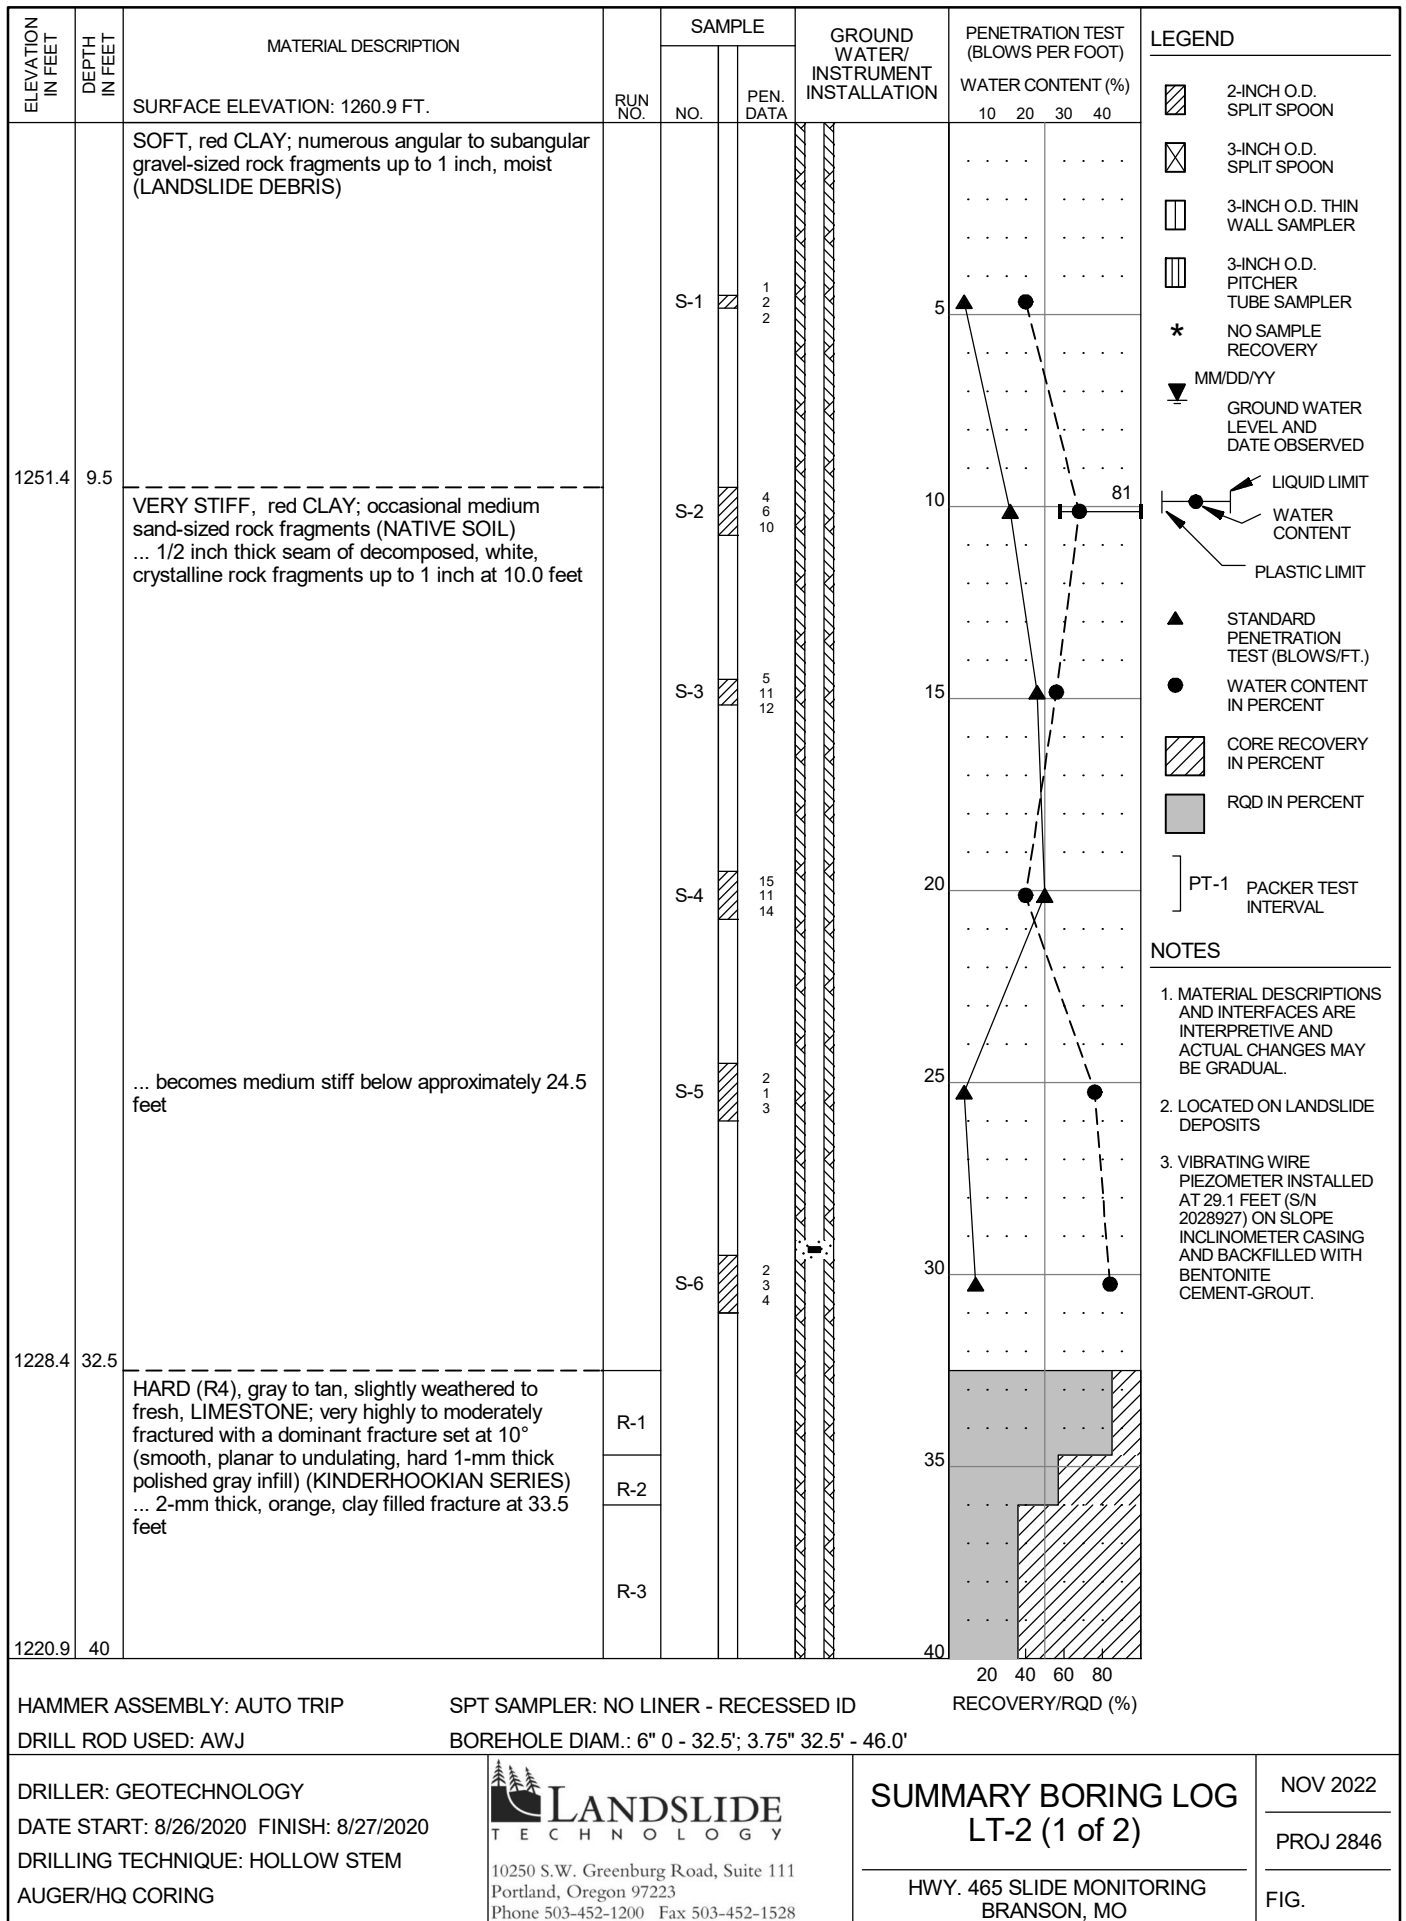 ELEVATION
IN FEET
DEPTH
IN FEET
MATERIAL DESCRIPTION
SURFACE ELEVATION: 1260.9 FT.
RUN
NO.
SAMPLE
NO.
PEN.
DATA
GROUND
WATER/
INSTRUMENT
INSTALLATION
PENETRATION TEST
(BLOWS PER FOOT)
WATER CONTENT (%)
10 20 30 40
SOFT, red CLAY; numerous angular to subangular
gravel-sized rock fragments up to 1 inch, moist
(LANDSLIDE DEBRIS)
S-1
1
2
2
5
1251.4 9.5
VERY STIFF, red CLAY; occasional medium
sand-sized rock fragments (NATIVE SOIL)
... 1/2 inch thick seam of decomposed, white,
crystalline rock fragments up to 1 inch at 10.0 feet
S-2
4
6
10
10
81
S-3
5
11
12
15
S-4
15
11
14
20
... becomes medium stiff below approximately 24.5
feet
S-5
2
1
3
25
S-6
2
3
4
30
1228.4 32.5
HARD (R4), gray to tan, slightly weathered to
fresh, LIMESTONE; very highly to moderately
fractured with a dominant fracture set at 10°
(smooth, planar to undulating, hard 1-mm thick
polished gray infill) (KINDERHOOKIAN SERIES)
... 2-mm thick, orange, clay filled fracture at 33.5
feet
R-1
R-2
R-3
35
1220.9 40
40
20 40 60 80
RECOVERY/RQD (%)
LEGEND
2-INCH O.D.
SPLIT SPOON
3-INCH O.D.
SPLIT SPOON
3-INCH O.D. THIN
WALL SAMPLER
3-INCH O.D.
PITCHER
TUBE SAMPLER
* NO SAMPLE
RECOVERY
MM/DD/YY
GROUND WATER
LEVEL AND
DATE OBSERVED
LIQUID LIMIT
WATER
CONTENT
PLASTIC LIMIT
STANDARD
PENETRATION
TEST (BLOWS/FT.)
WATER CONTENT
IN PERCENT
CORE RECOVERY
IN PERCENT
RQD IN PERCENT
PT-1 PACKER TEST
INTERVAL
NOTES
1. MATERIAL DESCRIPTIONS
AND INTERFACES ARE
INTERPRETIVE AND
ACTUAL CHANGES MAY
BE GRADUAL.
2. LOCATED ON LANDSLIDE
DEPOSITS
3. VIBRATING WIRE
PIEZOMETER INSTALLED
AT 29.1 FEET (S/N
2028927) ON SLOPE
INCLINOMETER CASING
AND BACKFILLED WITH
BENTONITE
CEMENT-GROUT.
HAMMER ASSEMBLY: AUTO TRIP
SPT SAMPLER: NO LINER - RECESSED ID
DRILL ROD USED: AWJ
BOREHOLE DIAM.: 6" 0 - 32.5'; 3.75" 32.5' - 46.0'
DRILLER: GEOTECHNOLOGY
DATE START: 8/26/2020 FINISH: 8/27/2020
DRILLING TECHNIQUE: HOLLOW STEM
AUGER/HQ CORING
LANDSLIDE
TECHNOLOGY
10250 S.W. Greenburg Road, Suite 111
Portland, Oregon 97223
Phone 503-452-1200 Fax 503-452-1528
SUMMARY BORING LOG
LT-2 (1 of 2)
HWY. 465 SLIDE MONITORING
BRANSON, MO
NOV 2022
PROJ 2846
FIG.